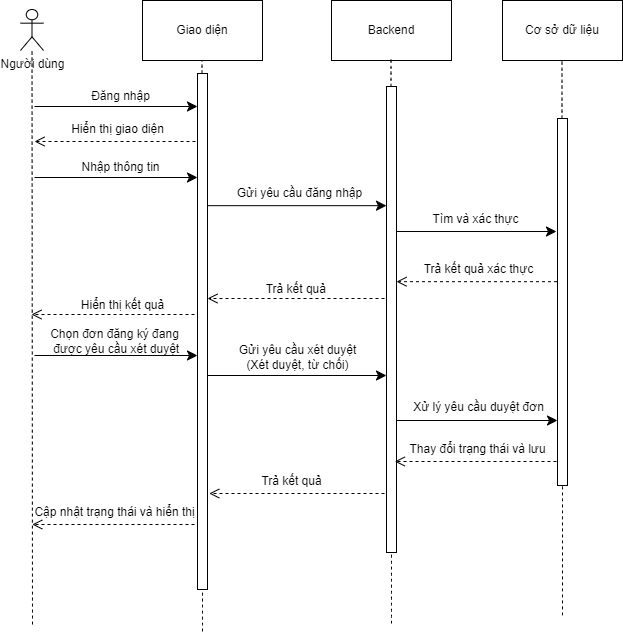 Giao diện
Backend
Cơ sở dữ liệu
Người dùng
Đăng nhập
Hiển thị giao diện
Nhập thông tin
Gửi yêu cầu đăng nhập
Tìm và xác thực
Trả kết quả xác thực
Trả kết quả
Hiển thị kết quả
Chọn đơn đăng ký đang
được yêu cầu xét duyệt
Gửi yêu cầu xét duyệt
(Xét duyệt, từ chối)
Xử lý yêu cầu duyệt đơn
Thay đổi trạng thái và lưu
Trả kết quả
Cập nhật trạng thái và hiển thị